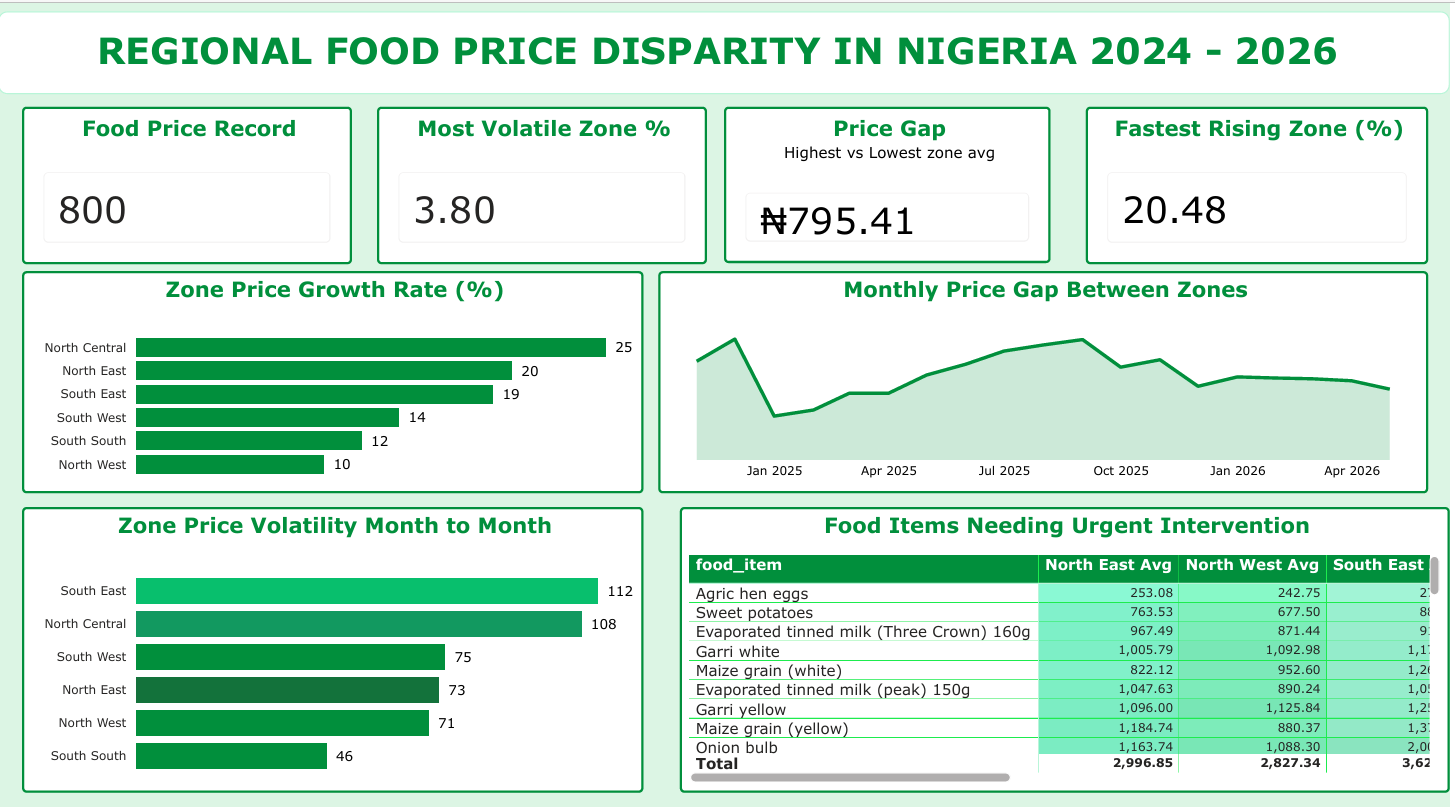 REGIONAL FOOD PRICE DISPARITY IN NIGERIA 2024 - 2026
Food Price Record
800
Most Volatile Zone %
3.80
Price Gap
Highest vs Lowest zone avg
₦795.41
Fastest Rising Zone (%)
20.48
Zone Price Growth Rate (%)
North Central 25
North East 20
South East 19
South West 14
South South 12
North West 10
Monthly Price Gap Between Zones
Jan 2025 Apr 2025 Jul 2025 Oct 2025 Jan 2026 Apr 2026
Zone Price Volatility Month to Month
South East 112
North Central 108
South West 75
North East 73
North West 71
South South 46
Food Items Needing Urgent Intervention
food_item North East Avg North West Avg South East
Agric hen eggs 253.08 242.75
Sweet potatoes 763.53 677.50
Evaporated tinned milk (Three Crown) 160g 967.49 871.44
Garri white 1,005.79 1,092.98
Maize grain (white) 822.12 952.60
Evaporated tinned milk (peak) 150g 1,047.63 890.24
Garri yellow 1,096.00 1,125.84
Maize grain (yellow) 1,184.74 880.37
Onion bulb 1,163.74 1,088.30
Total 2,996.85 2,827.34